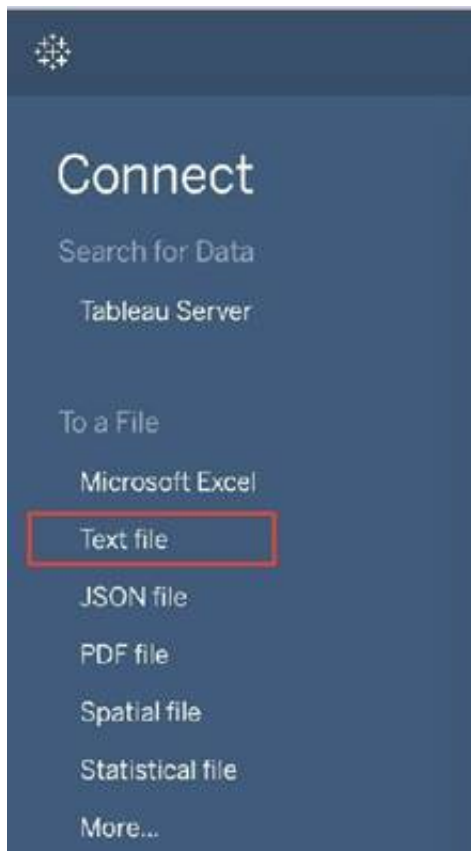 Connect
Search for Data
Tableau Server
To a File
Microsoft Excel
Text file
JSON file
PDF file
Spatial file
Statistical file
More...